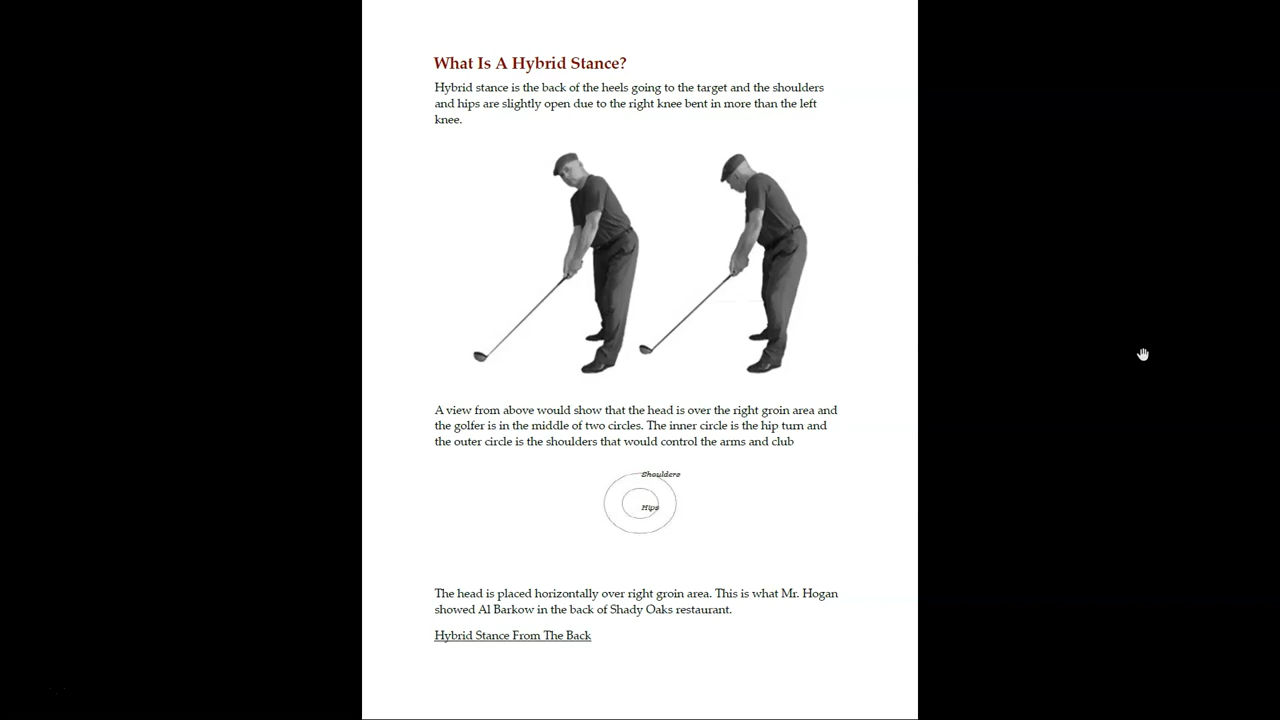 What Is A Hybrid Stance?
Hybrid stance is the back of the heels going to the target and the shoulders
and hips are slightly open due to the right knee bent in more than the left
knee.
A view from above would show that the head is over the right groin area and
the golfer is in the middle of two circles. The inner circle is the hip turn and
the outer circle is the shoulders that would control the arms and club
Shoulders
Hips
The head is placed horizontally over right groin area. This is what Mr. Hogan
showed Al Barkow in the back of Shady Oaks restaurant.
Hybrid Stance From The Back